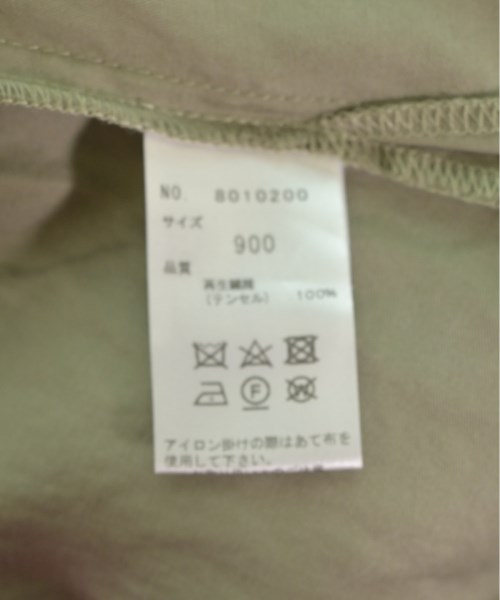 NO. 8010200
サイズ
900
品質
再生繊維
(テンセル) 100%
F W
アイロン掛けの際はあて布を
使用して下さい。